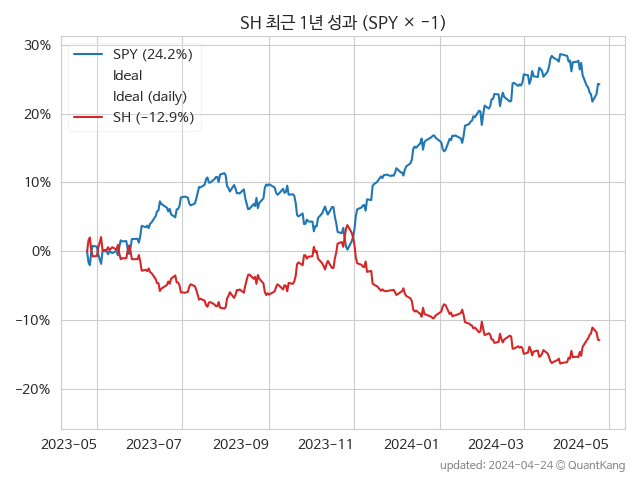 SH 최근 1년 성과 (SPY × −1)
30%
20%
10%
0%
−10%
−20%
SPY (24.2%)
Ideal
Ideal (daily)
SH (−12.9%)
2023-05
2023-07
2023-09
2023-11
2024-01
2024-03
2024-05
updated: 2024-04-24 © QuantKang